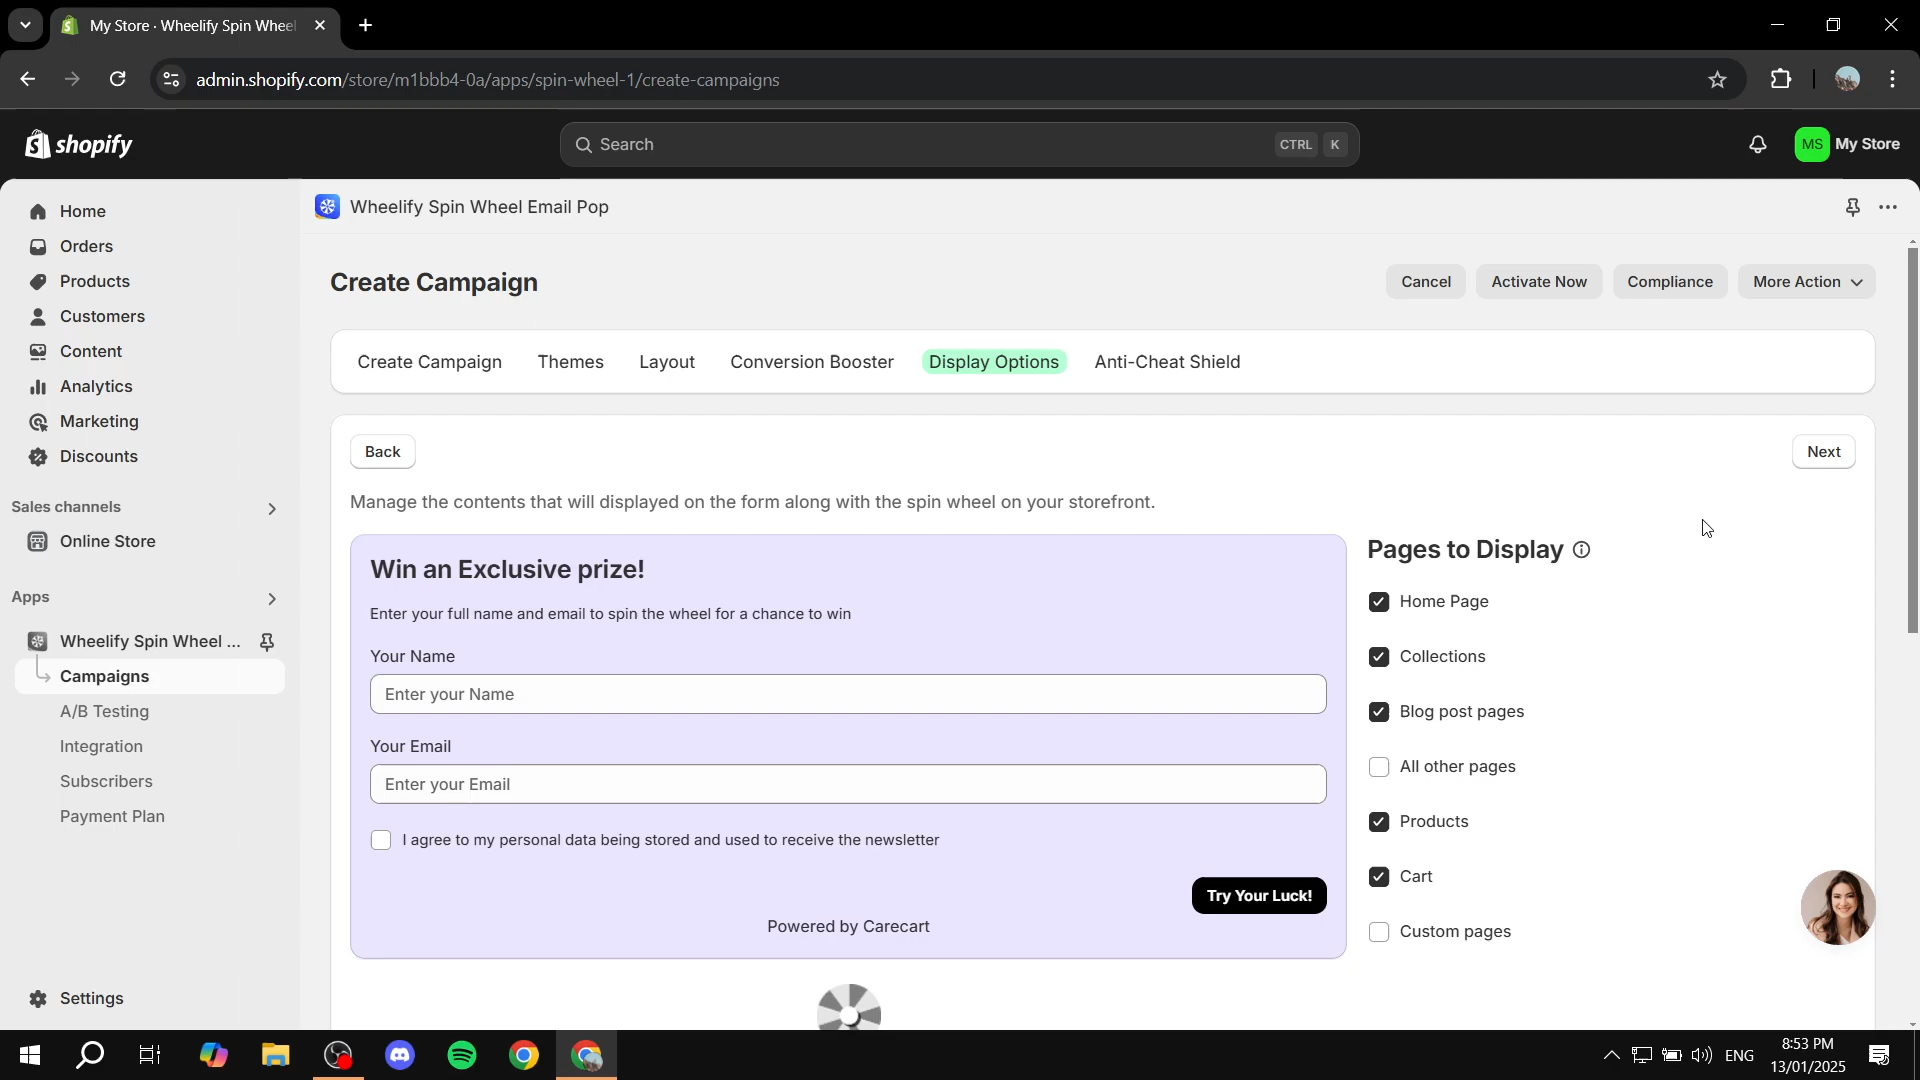 My Store · Wheelify Spin Wheel
admin.shopify.com/store/m1bbb4-0a/apps/spin-wheel-1/create-campaigns
shopify
Search
CTRL K
MS My Store
Home
Orders
Products
Customers
Content
Analytics
Marketing
Discounts
Sales channels
Online Store
Apps
Wheelify Spin Wheel ...
Campaigns
A/B Testing
Integration
Subscribers
Payment Plan
Settings
Wheelify Spin Wheel Email Pop
Create Campaign
Cancel
Activate Now
Compliance
More Action
Create Campaign
Themes
Layout
Conversion Booster
Display Options
Anti-Cheat Shield
Back
Next
Manage the contents that will displayed on the form along with the spin wheel on your storefront.
Win an Exclusive prize!
Enter your full name and email to spin the wheel for a chance to win
Your Name
Enter your Name
Your Email
Enter your Email
I agree to my personal data being stored and used to receive the newsletter
Try Your Luck!
Powered by Carecart
Pages to Display
Home Page
Collections
Blog post pages
All other pages
Products
Cart
Custom pages
ENG
8:53 PM
13/01/2025